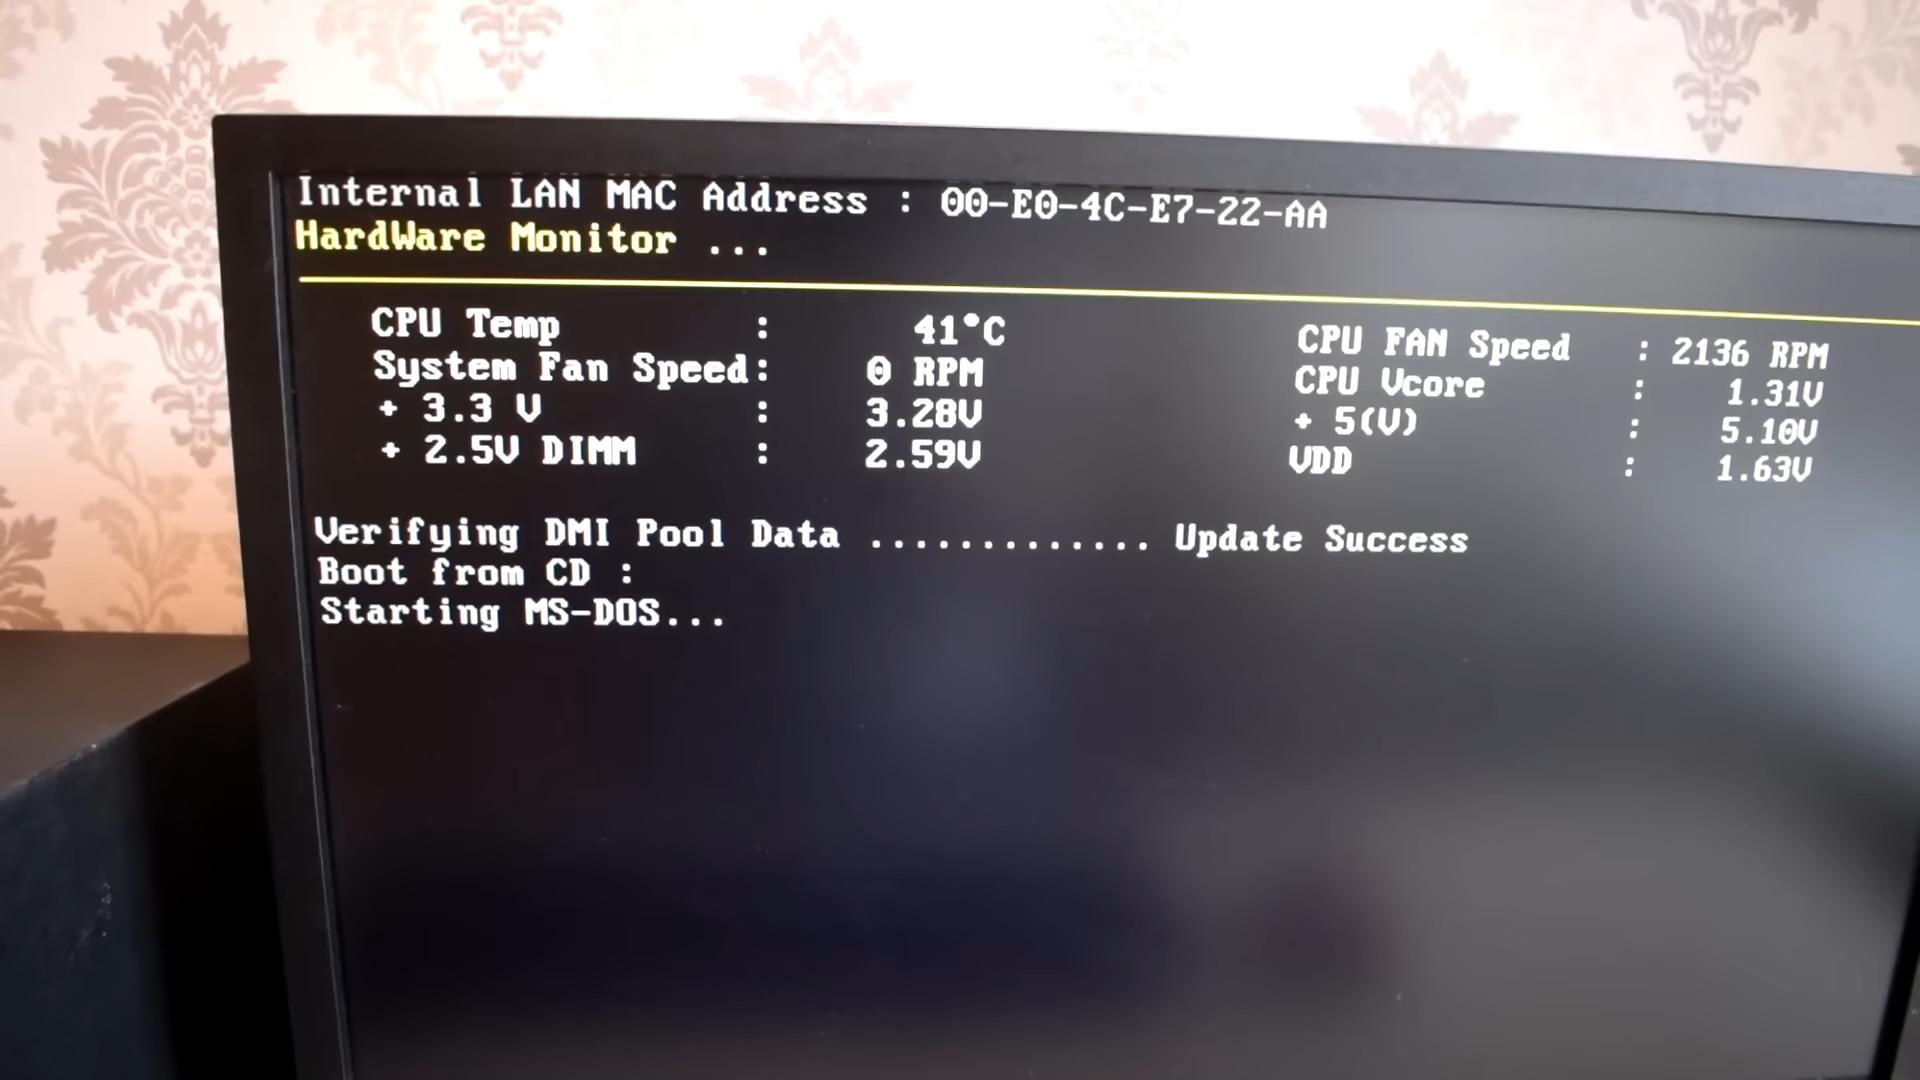 Internal LAN MAC Address : 00-E0-4C-E7-22-AA
HardWare Monitor ...
CPU Temp : 41°C CPU FAN Speed : 2136 RPM
System Fan Speed: 0 RPM CPU Vcore : 1.31V
+ 3.3 V : 3.28V + 5(V) : 5.10V
+ 2.5V DIMM : 2.59V VDD : 1.63V
Verifying DMI Pool Data ............. Update Success
Boot from CD :
Starting MS-DOS...